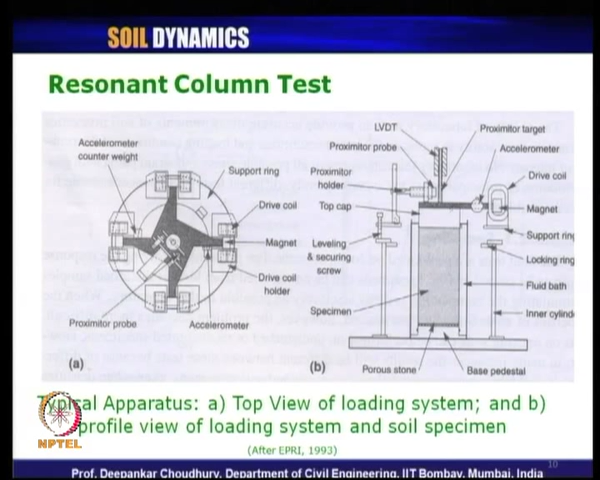 SOIL DYNAMICS
Resonant Column Test
Accelerometer
counter weight
Support ring
Drive coil
Magnet
Drive coil
holder
Proximitor probe
Accelerometer
(a)
LVDT
Proximitor target
Proximitor probe
Accelerometer
Proximitor
holder
Drive coil
Top cap
Magnet
Leveling
& securing
screw
Support ring
Locking ring
Fluid bath
Specimen
Inner cylinde
(b)
Porous stone
Base pedestal
Typical Apparatus: a) Top View of loading system; and b)
profile view of loading system and soil specimen
(After EPRI, 1993)
NPTEL
10
Prof. Deepankar Choudhury, Department of Civil Engineering, IIT Bombay, Mumbai, India